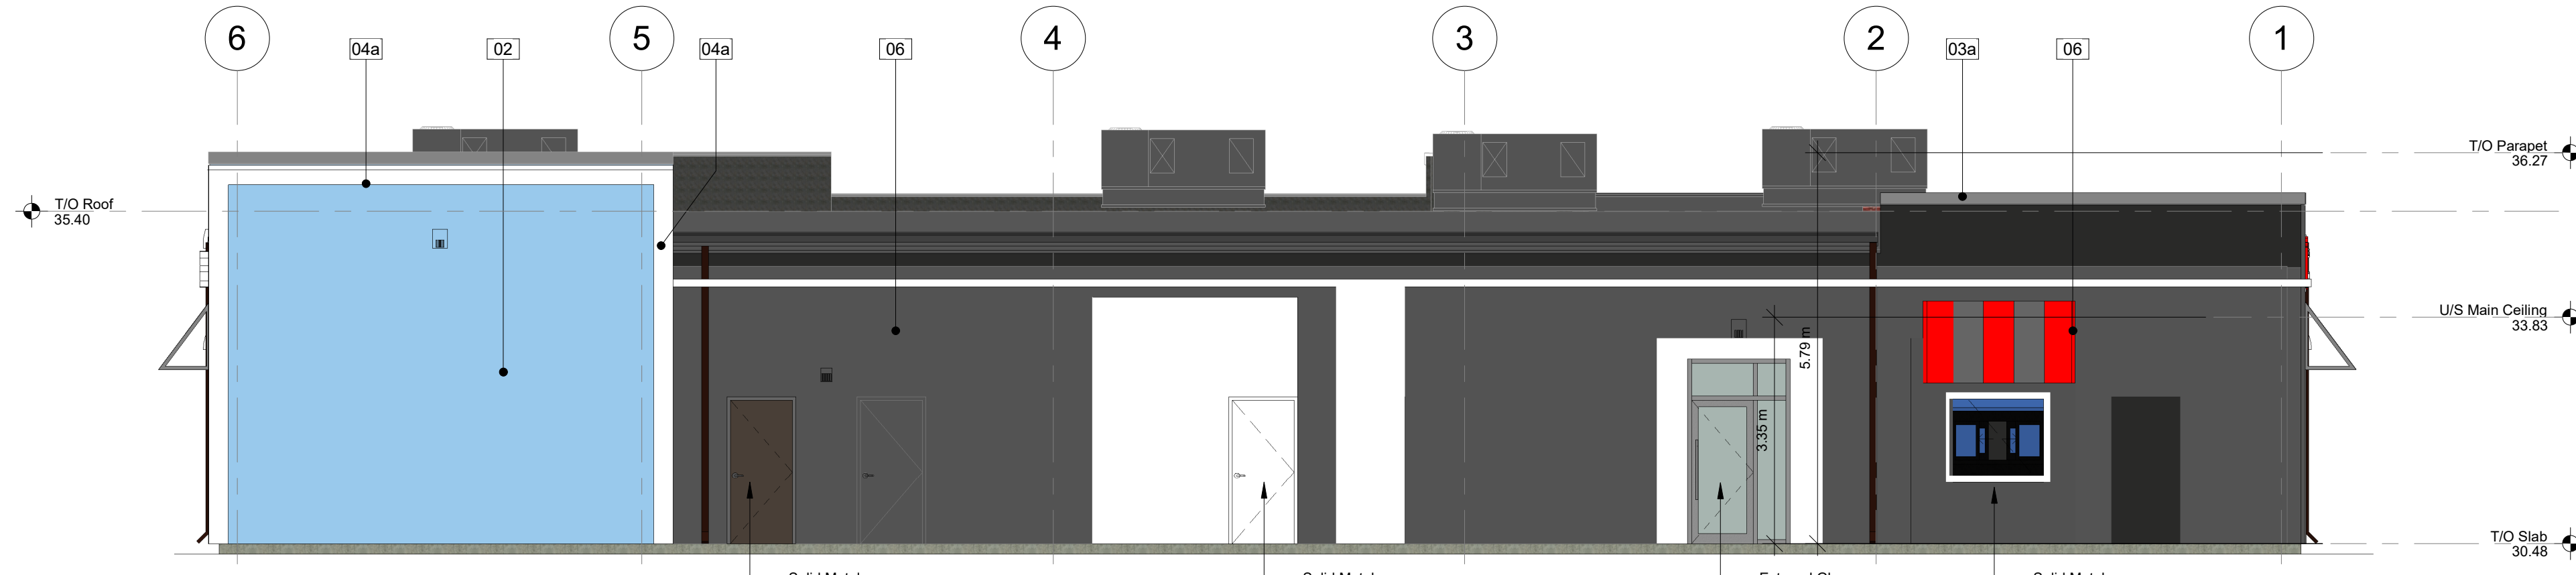 6
04a
02
5
04a
06
4
3
2
03a
06
1
T/O Parapet
36.27
T/O Roof
35.40
U/S Main Ceiling
33.83
5.79 m
3.35 m
T/O Slab
30.48